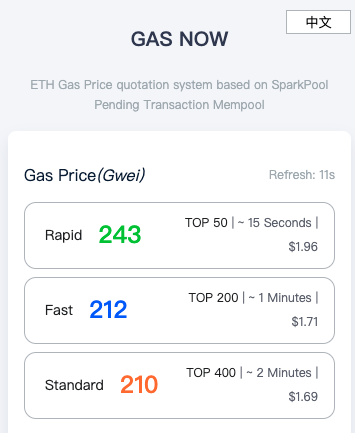 中文
GAS NOW
ETH Gas Price quotation system based on SparkPool
Pending Transaction Mempool
Gas Price(Gwei)
Refresh: 11s
Rapid 243 TOP 50 | ~ 15 Seconds |
$1.96
Fast 212 TOP 200 | ~ 1 Minutes |
$1.71
Standard 210 TOP 400 | ~ 2 Minutes |
$1.69